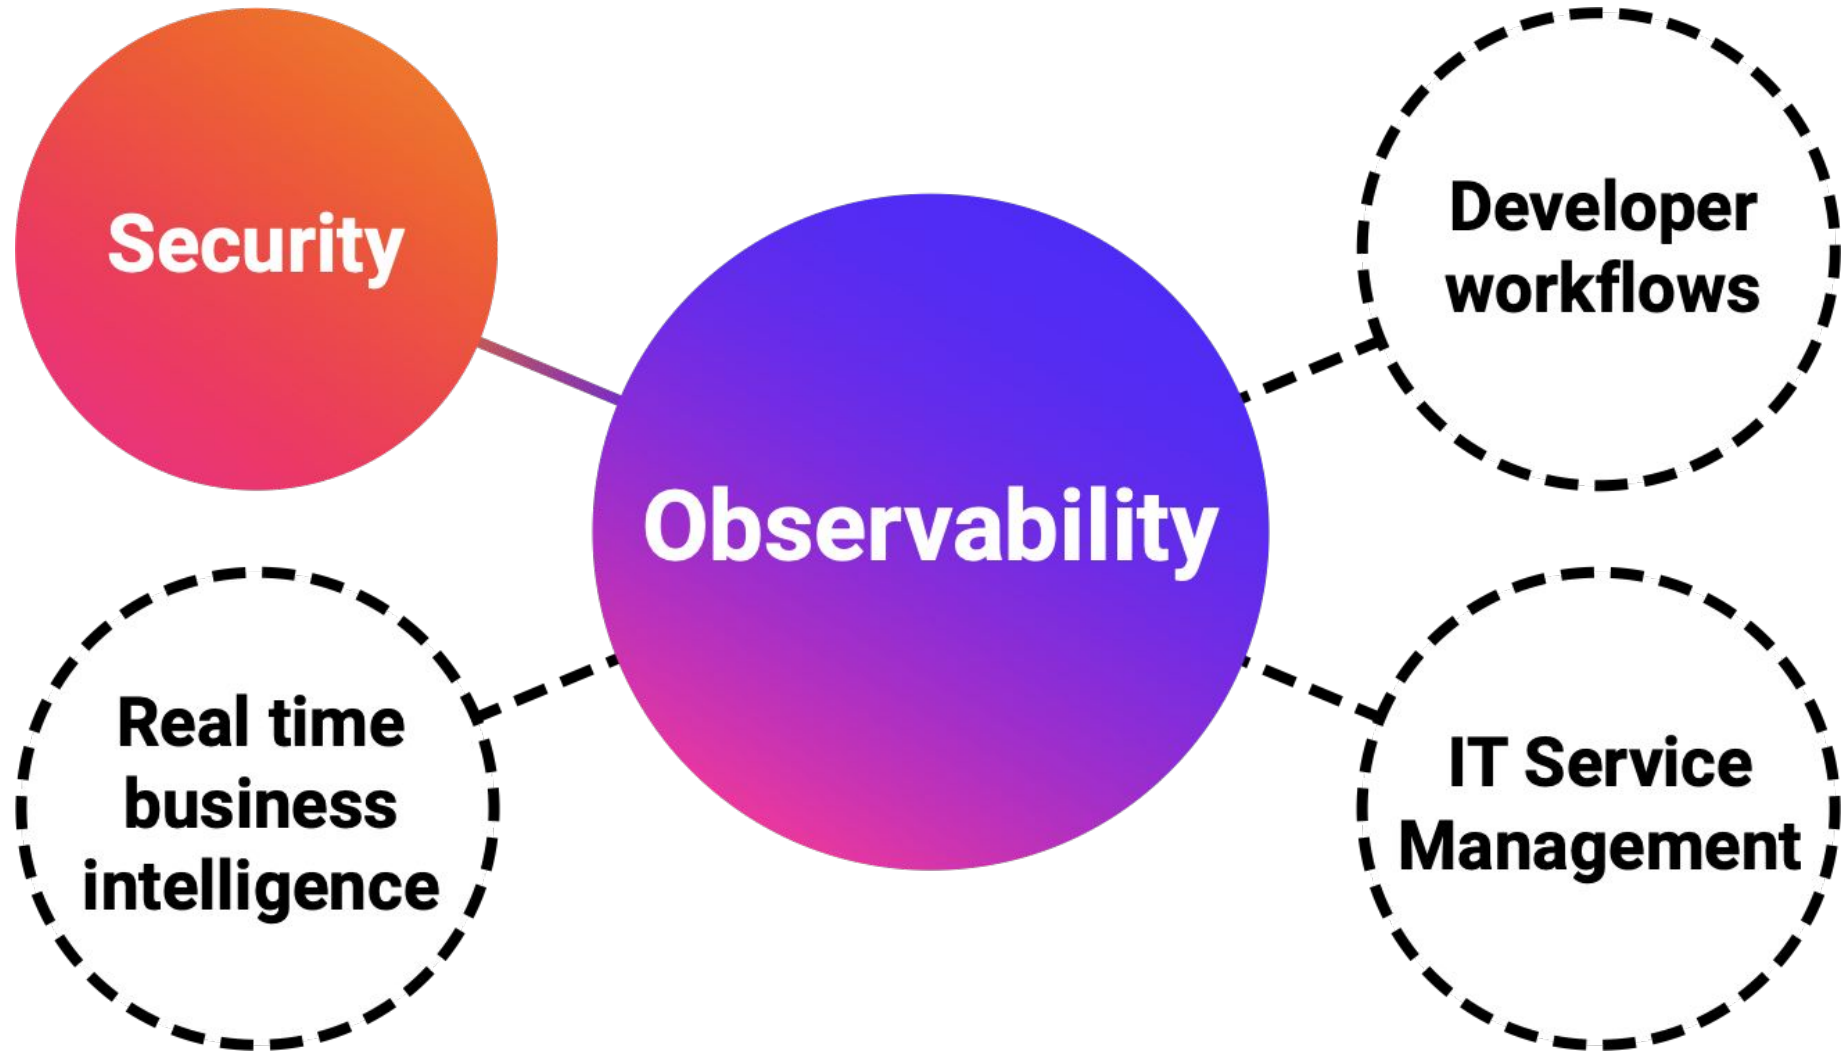 Security
Developer
workflows
Observability
Real time
business
intelligence
IT Service
Management